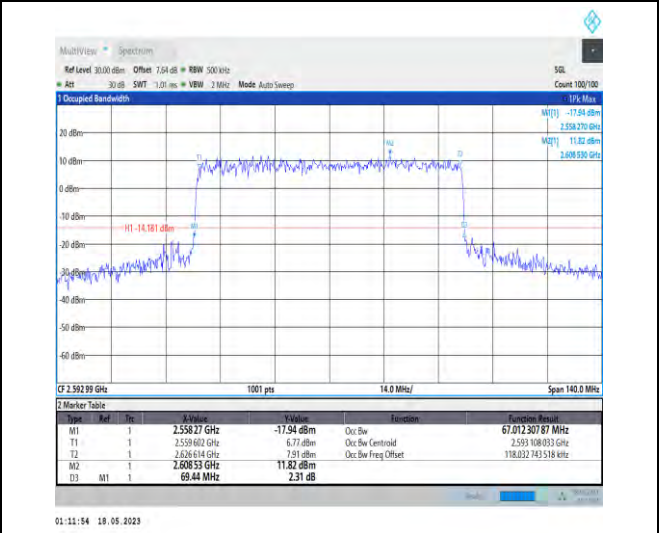 MultiView Spectrum
Ref Level 30.00 dBm Offset 7.64 dB RBW 500 kHz SGL
Att 30 dB SWT 1.01 ms VBW 2 MHz Mode Auto Sweep Count 100/100
1 Occupied Bandwidth 1Pk Max
M1[1] -17.94 dBm
2.558 270 GHz
M2[1] 11.82 dBm
2.608 530 GHz
20 dBm
M2
10 dBm
T1
0 dBm
-10 dBm
H1 -14.181 dBm
M1
-20 dBm
-30 dBm
-40 dBm
-50 dBm
-60 dBm
CF 2.592 99 GHz 1001 pts 14.0 MHz/ Span 140.0 MHz
2 Marker Table
Type Ref Trc X-Value Y-Value Function Function Result
M1 1 2.558 27 GHz -17.94 dBm Occ Bw 67.012 307 87 MHz
T1 1 2.559 602 GHz 6.77 dBm Occ Bw Centroid 2.593 108 033 GHz
T2 1 2.626 614 GHz 7.91 dBm Occ Bw Freq Offset 118.032 743 518 kHz
M2 1 2.608 53 GHz 11.82 dBm
D3 M1 1 69.44 MHz 2.31 dB
01:11:54 18.05.2023